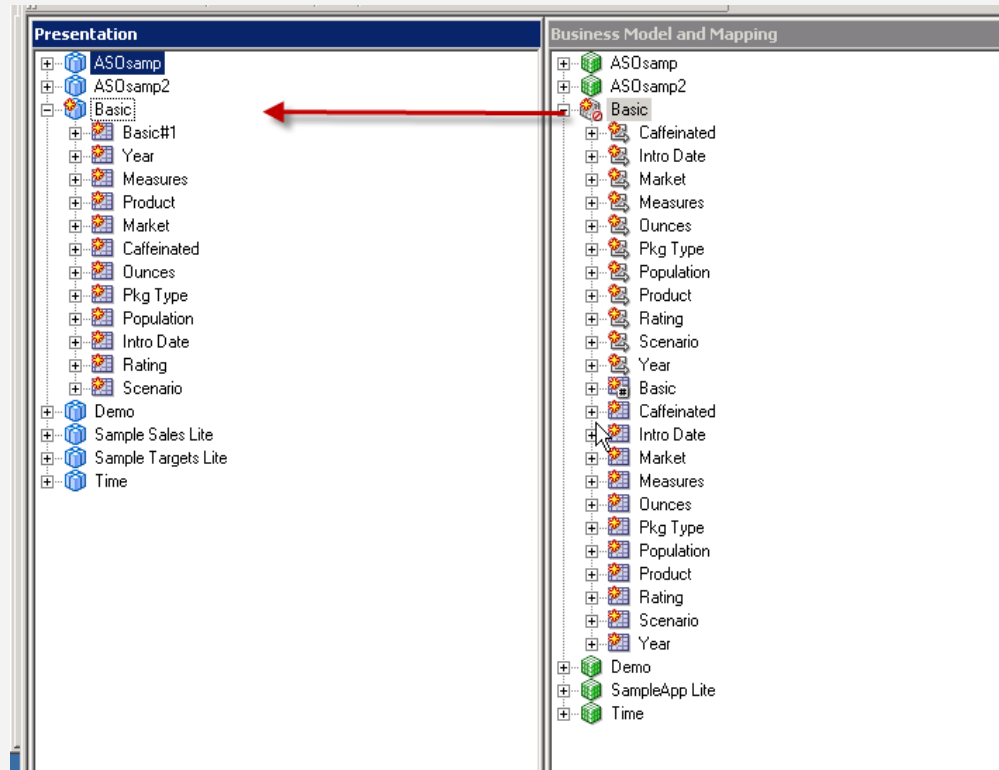 Presentation
ASOsamp
ASOsamp2
Basic
Basic#1
Year
Measures
Product
Market
Caffeinated
Ounces
Pkg Type
Population
Intro Date
Rating
Scenario
Demo
Sample Sales Lite
Sample Targets Lite
Time
Business Model and Mapping
ASOsamp
ASOsamp2
Basic
Caffeinated
Intro Date
Market
Measures
Ounces
Pkg Type
Population
Product
Rating
Scenario
Year
Basic
Caffeinated
Intro Date
Market
Measures
Ounces
Pkg Type
Population
Product
Rating
Scenario
Year
Demo
SampleApp Lite
Time